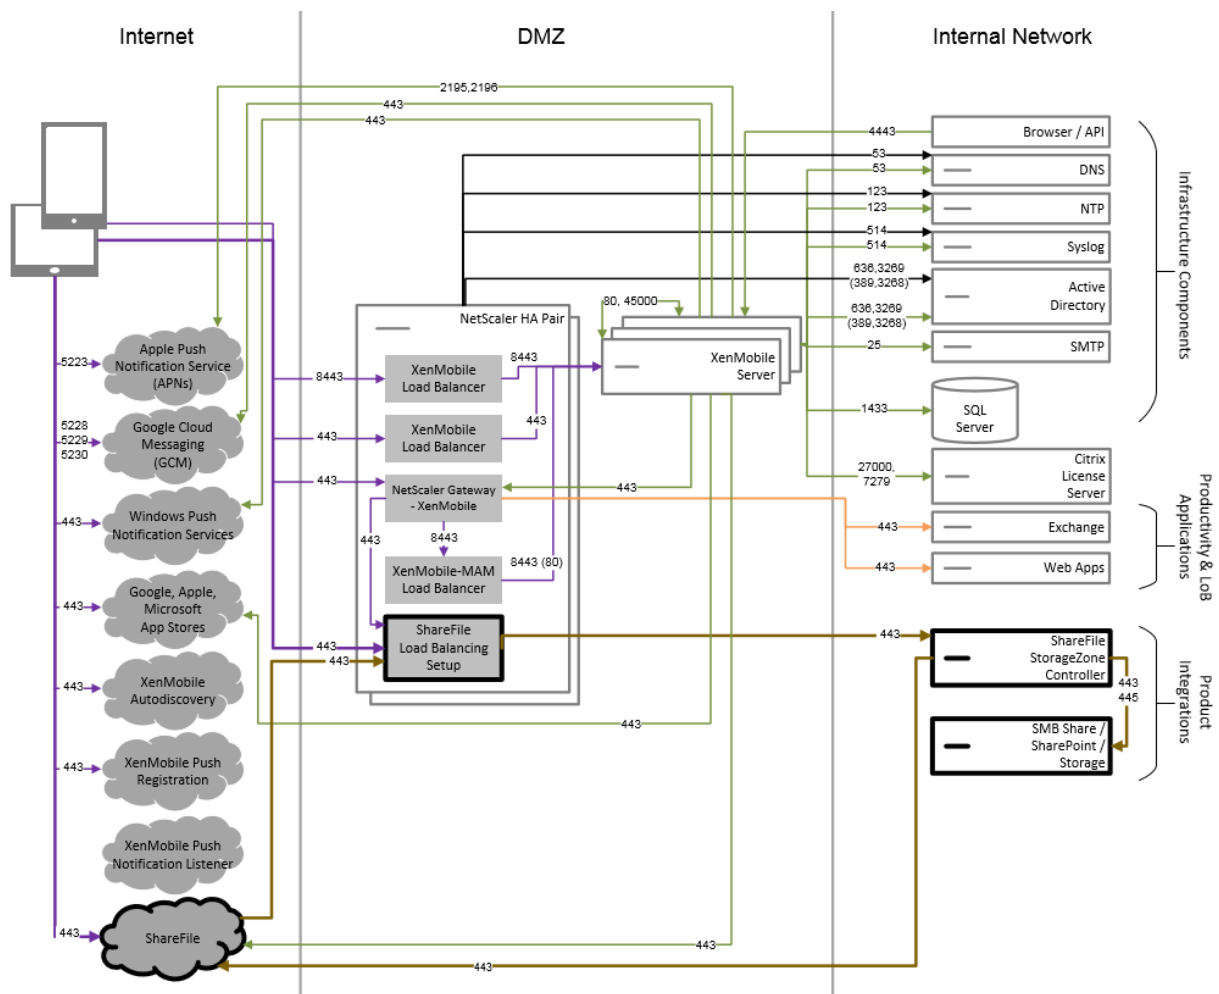 Internet
DMZ
Internal Network
2195,2196
443
443
4443
Browser / API
53
53
DNS
123
123
NTP
514
514
Syslog
636,3269
(389,3268)
636,3269
(389,3268)
Active
Directory
25
SMTP
1433
SQL
Server
27000,
7279
Citrix
License
Server
443
Exchange
443
Web Apps
443
ShareFile
StorageZone
Controller
443
445
SMB Share /
SharePoint /
Storage
Infrastructure Components
Productivity & LoB
Applications
Product
Integrations
80, 45000
XenMobile
Server
NetScaler HA Pair
8443
XenMobile
Load Balancer
8443
443
XenMobile
Load Balancer
443
443
NetScaler Gateway
- XenMobile
443
443
8443
XenMobile-MAM
Load Balancer
8443 (80)
ShareFile
Load Balancing
Setup
443
443
443
443
443
5223
Apple Push
Notification Service
(APNs)
5228
5229
5230
Google Cloud
Messaging
(GCM)
443
Windows Push
Notification Services
443
Google, Apple,
Microsoft
App Stores
443
XenMobile
Autodiscovery
443
XenMobile Push
Registration
XenMobile Push
Notification Listener
443
ShareFile